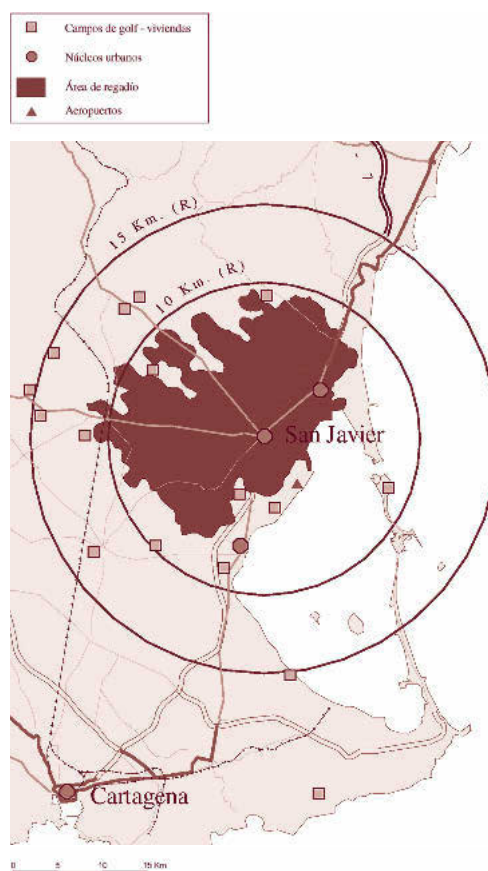 Campos de golf - viviendas
Núcleos urbanos
Área de regadío
Aeropuertos
15 Km. (R)
10 Km. (R)
San Javier
Cartagena
0 5 10 15 Km